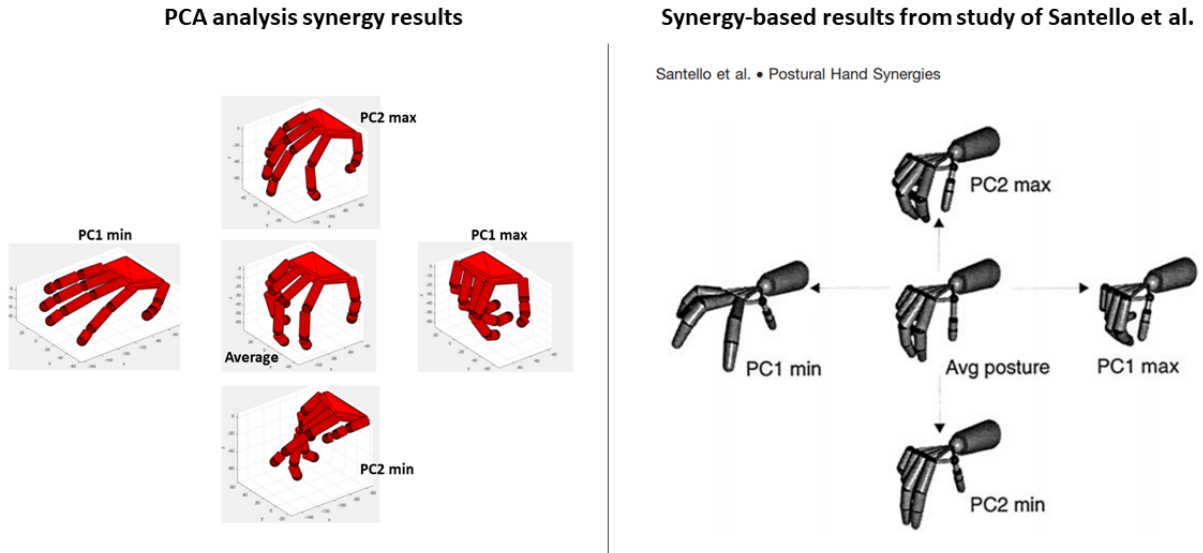 PCA analysis synergy results
PC2 max
PC1 min
PC1 max
Average
PC2 min
Synergy-based results from study of Santello et al.
Santello et al. • Postural Hand Synergies
PC2 max
PC1 min
Avg posture
PC1 max
PC2 min